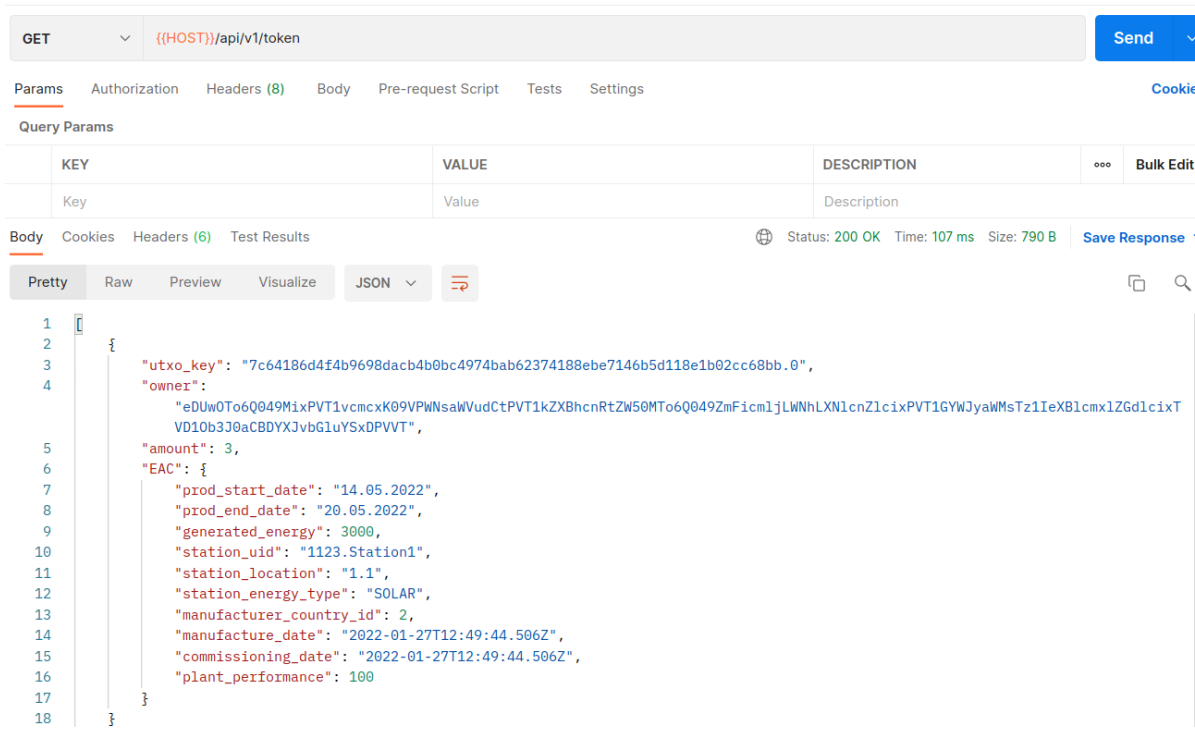 GET {{HOST}}/api/v1/token Send
Params Authorization Headers (8) Body Pre-request Script Tests Settings Cookie
Query Params
KEY VALUE DESCRIPTION ooo Bulk Edit
Key Value Description
Body Cookies Headers (6) Test Results Status: 200 OK Time: 107 ms Size: 790 B Save Response
Pretty Raw Preview Visualize JSON
1 [
2 {
3 "utxo_key": "7c64186d4f4b9698dacb4b0bc4974bab62374188ebe7146b5d118e1b02cc68bb.0",
4 "owner":
"eDUwOTo6Q049MixPVT1vcmcxK09VPWNsaWVudCtPVT1kZXBhcnRtZW50MTo6Q049ZmFicmljLWNhLXNlcnZlcixPVT1GYWJyaWMsTz1IeXBlcmxlZGdlcixT
VD1Ob3J0aCBDYXJvbGluYSxDPVVT",
5 "amount": 3,
6 "EAC": {
7 "prod_start_date": "14.05.2022",
8 "prod_end_date": "20.05.2022",
9 "generated_energy": 3000,
10 "station_uid": "1123.Station1",
11 "station_location": "1.1",
12 "station_energy_type": "SOLAR",
13 "manufacturer_country_id": 2,
14 "manufacture_date": "2022-01-27T12:49:44.506Z",
15 "commissioning_date": "2022-01-27T12:49:44.506Z",
16 "plant_performance": 100
17 }
18 }